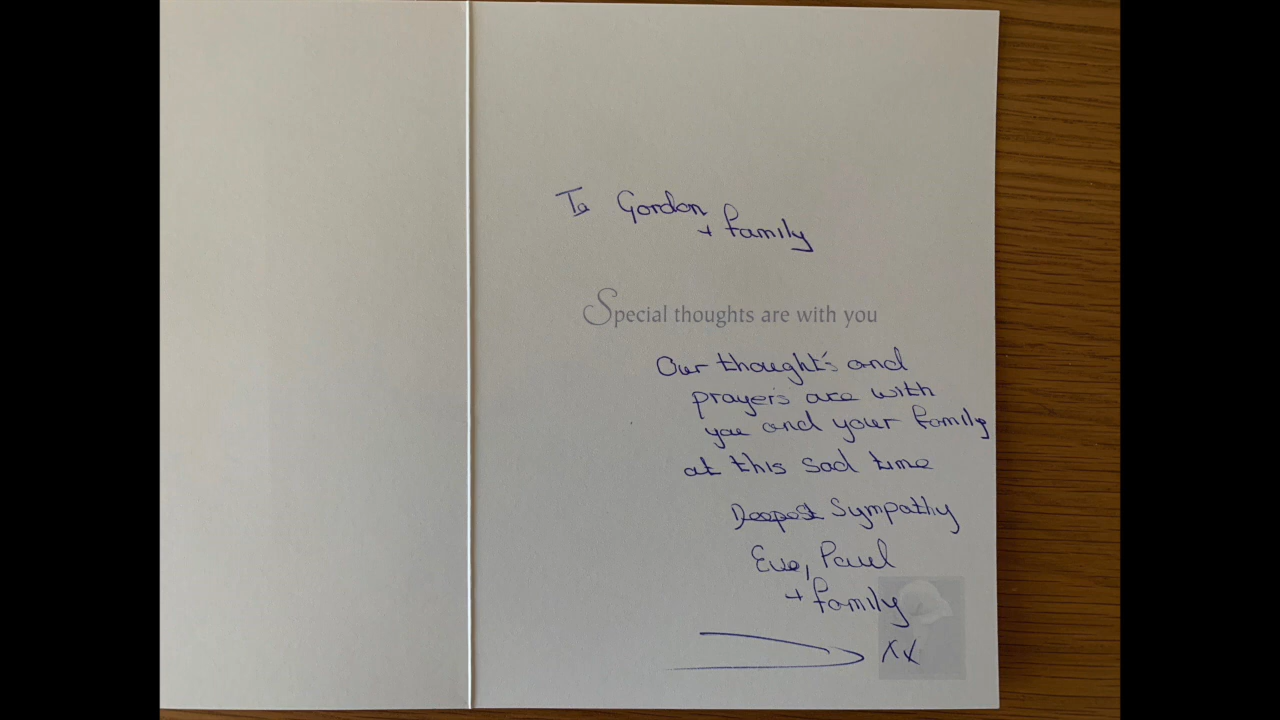 To Gordon
+ family
Special thoughts are with you
Our thought's and
prayer's are with
you and your family
at this sad time
Deepest Sympathy
Eve, Paul
+ family
XX